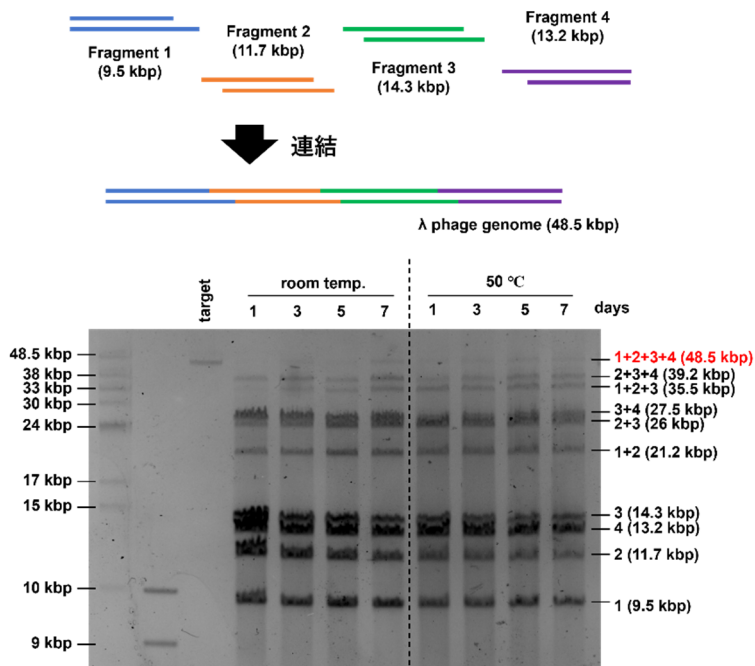 Fragment 1
(9.5 kbp)
Fragment 2
(11.7 kbp)
Fragment 3
(14.3 kbp)
Fragment 4
(13.2 kbp)
連結
λ phage genome (48.5 kbp)
target
room temp.
50 ℃
1 3 5 7 1 3 5 7 days
48.5 kbp
38 kbp
33 kbp
30 kbp
24 kbp
17 kbp
15 kbp
10 kbp
9 kbp
1+2+3+4 (48.5 kbp)
2+3+4 (39.2 kbp)
1+2+3 (35.5 kbp)
3+4 (27.5 kbp)
2+3 (26 kbp)
1+2 (21.2 kbp)
3 (14.3 kbp)
4 (13.2 kbp)
2 (11.7 kbp)
1 (9.5 kbp)